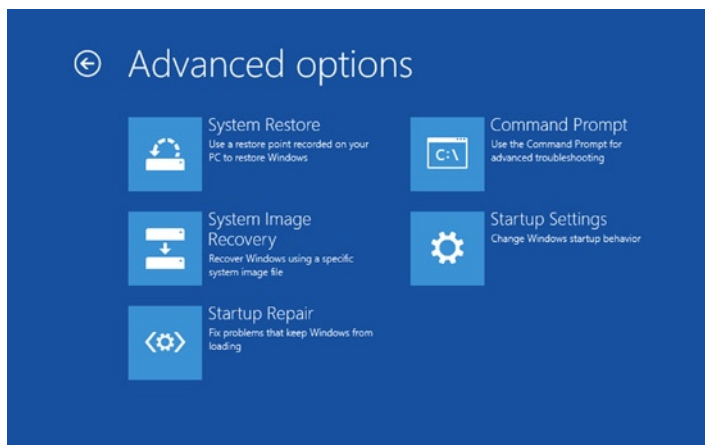 Advanced options
System Restore
Use a restore point recorded on your
PC to restore Windows
System Image
Recovery
Recover Windows using a specific
system image file
Startup Repair
Fix problems that keep Windows from
loading
C:\
Command Prompt
Use the Command Prompt for
advanced troubleshooting
Startup Settings
Change Windows startup behavior